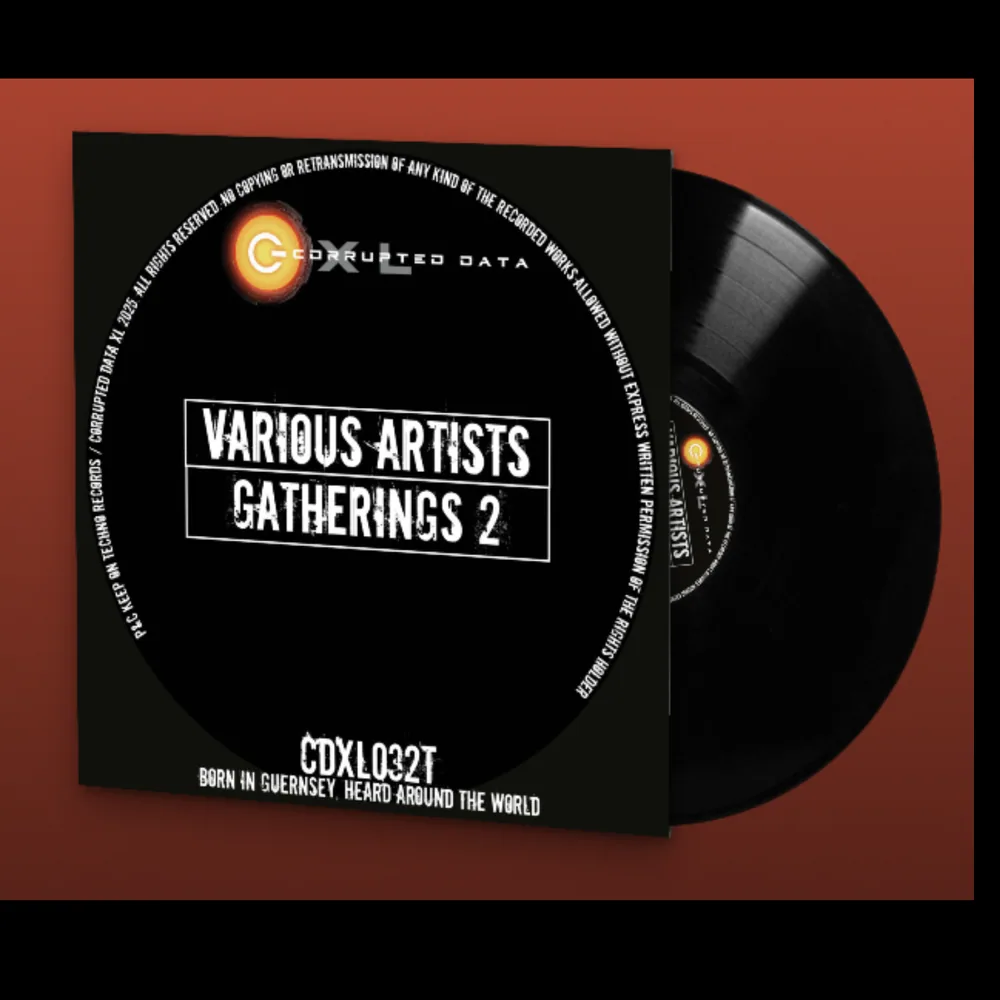 P&C KEEP ON TECHNO RECORDS / CORRUPTED DATA XL 2025. ALL RIGHTS RESERVED. NO COPYING OR RETRANSMISSION OF ANY KIND OF THE RECORDED WORKS ALLOWED WITHOUT EXPRESS WRITTEN PERMISSION OF THE RIGHTS HOLDER
XL
CORRUPTED DATA
VARIOUS ARTISTS
GATHERINGS 2
CDXL032T
BORN IN GUERNSEY, HEARD AROUND THE WORLD
VARIOUS ARTISTS